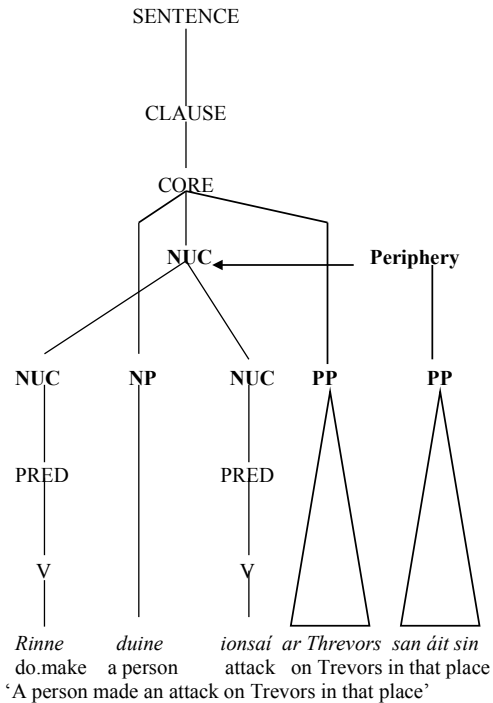 SENTENCE
CLAUSE
CORE
NUC Periphery
NUC NP NUC PP PP
PRED PRED
V V
Rinne duine ionsaí ar Threvors san áit sin
do.make a person attack on Trevors in that place
‘A person made an attack on Trevors in that place’